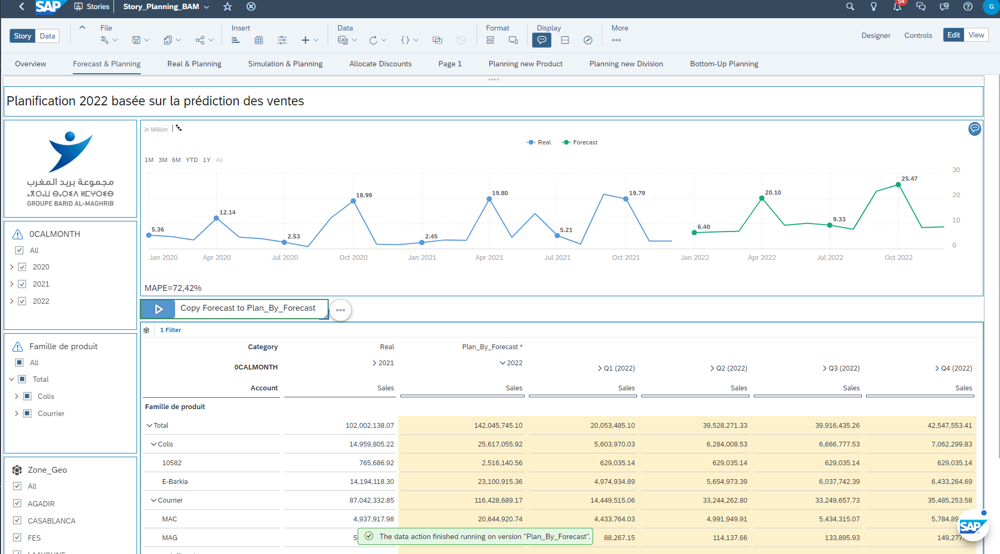 SAP Stories Story_Planning_BAM 54 G
Story Data
File Insert Data Format Display More
Designer Controls Edit View
Overview Forecast & Planning Real & Planning Simulation & Planning Allocate Discounts Page 1 Planning new Product Planning new Division Bottom-Up Planning
Planification 2022 basée sur la prédiction des ventes
مجموعة بريد المغرب
GROUPE BARID AL-MAGHRIB
0CALMONTH
All
2020
2021
2022
Famille de produit
All
Total
Colis
Courrier
Zone_Geo
All
AGADIR
CASABLANCA
FES
LAAYOUNE
in Million
Real Forecast
1M 3M 6M YTD 1Y All
30
20
10
0
5.36 12.14 2.53 18.99 2.45 19.80 5.21 19.79 6.40 20.10 9.33 25.47
Jan 2020 Apr 2020 Jul 2020 Oct 2020 Jan 2021 Apr 2021 Jul 2021 Oct 2021 Jan 2022 Apr 2022 Jul 2022 Oct 2022
MAPE=72,42%
Copy Forecast to Plan_By_Forecast
1 Filter
Category Real Plan_By_Forecast *
0CALMONTH 2021 2022 Q1 (2022) Q2 (2022) Q3 (2022) Q4 (2022)
Account Sales Sales Sales Sales Sales Sales
Famille de produit
Total 102,002,138.07 142,045,745.10 20,053,485.10 39,528,271.33 39,916,435.26 42,547,553.41
Colis 14,959,805.22 25,617,055.92 5,603,970.03 6,284,008.53 6,666,777.53 7,062,299.83
10582 765,686.92 2,516,140.56 629,035.14 629,035.14 629,035.14 629,035.14
E-Barkia 14,194,118.30 23,100,915.36 4,974,934.89 5,654,973.39 6,037,742.39 6,433,264.69
Courrier 87,042,332.85 116,428,689.17 14,449,515.06 33,244,262.80 33,249,657.73 35,485,253.58
MAC 4,937,917.98 20,644,920.74 4,433,764.03 4,991,949.91 5,434,315.07 5,784,89
MAG 5 88,267.15 114,137.66 133,895.93 149,277
The data action finished running on version "Plan_By_Forecast".
SAP